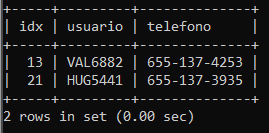 +-----+---------+--------------+
| idx | usuario | telefono     |
+-----+---------+--------------+
|  13 | VAL6882 | 655-137-4253 |
|  21 | HUG5441 | 655-137-3935 |
+-----+---------+--------------+
2 rows in set (0.00 sec)